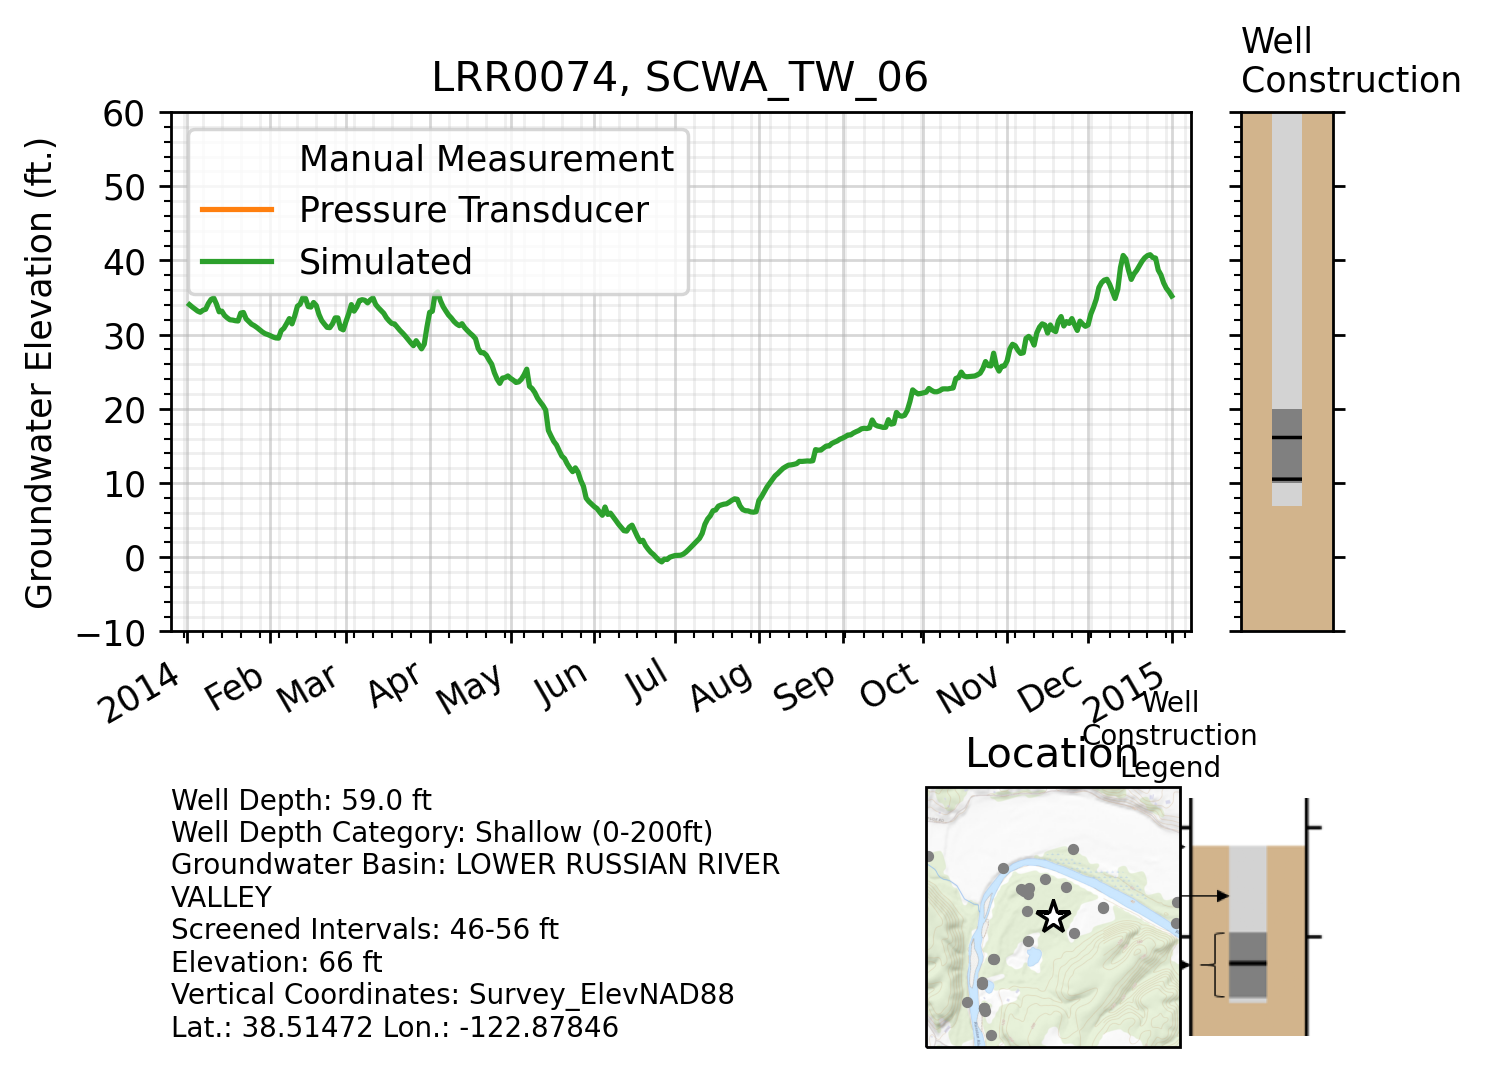 Well
Construction
LRR0074, SCWA_TW_06
Groundwater Elevation (ft.)
60
50
40
30
20
10
0
−10
Manual Measurement
Pressure Transducer
Simulated
2014
Feb
Mar
Apr
May
Jun
Jul
Aug
Sep
Oct
Nov
Dec
2015
Well
Construction
Legend
Location
Well Depth: 59.0 ft
Well Depth Category: Shallow (0-200ft)
Groundwater Basin: LOWER RUSSIAN RIVER
VALLEY
Screened Intervals: 46-56 ft
Elevation: 66 ft
Vertical Coordinates: Survey_ElevNAD88
Lat.: 38.51472 Lon.: -122.87846